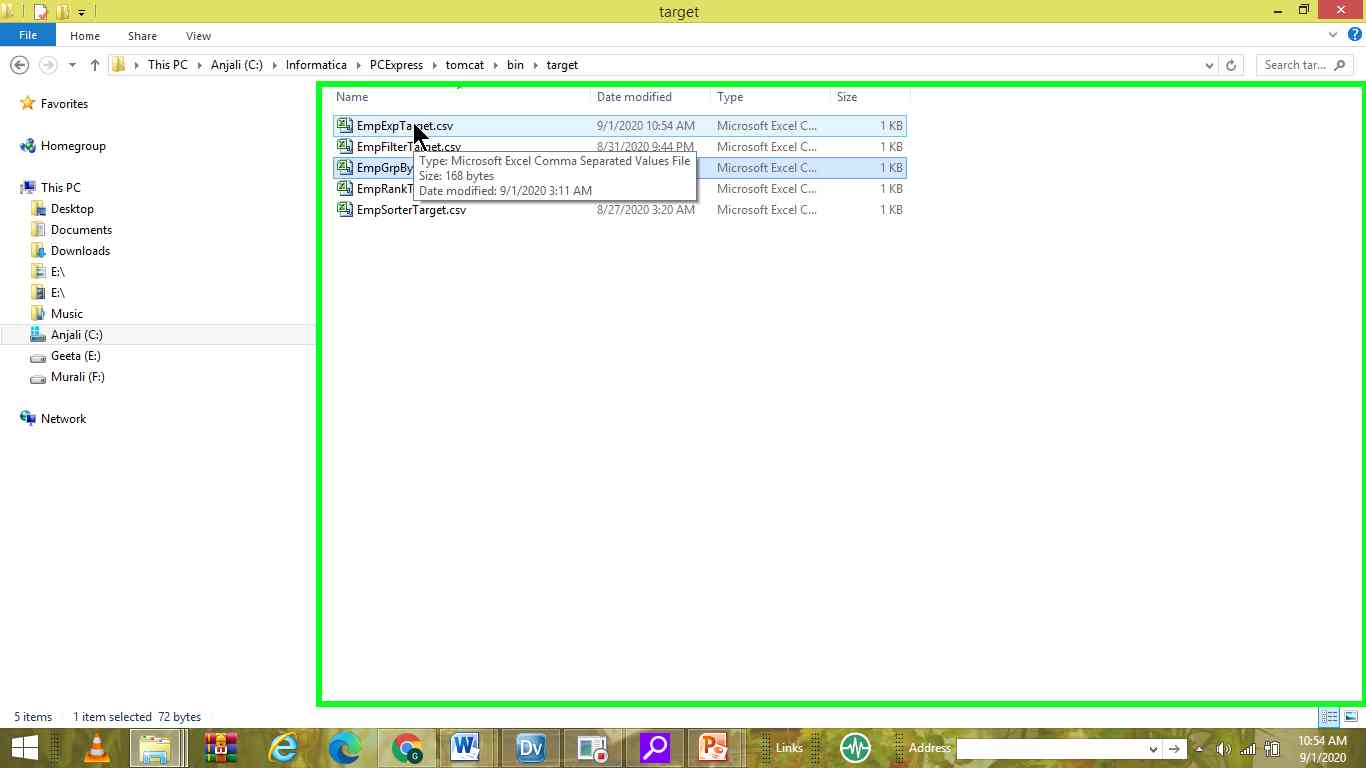 target
File Home Share View
This PC Anjali (C:) Informatica PCExpress tomcat bin target Search tar...
Name Date modified Type Size
Favorites
Homegroup
This PC
Desktop
Documents
Downloads
E:\
E:\
Music
Anjali (C:)
Geeta (E:)
Murali (F:)
Network
EmpExpTarget.csv 9/1/2020 10:54 AM Microsoft Excel C... 1 KB
EmpFilterTarget.csv 8/31/2020 9:44 PM Microsoft Excel C... 1 KB
EmpGrpBy Microsoft Excel C... 1 KB
EmpRankT Microsoft Excel C... 1 KB
EmpSorterTarget.csv 8/27/2020 3:20 AM Microsoft Excel C... 1 KB
Type: Microsoft Excel Comma Separated Values File
Size: 168 bytes
Date modified: 9/1/2020 3:11 AM
5 items 1 item selected 72 bytes
Dv Links Address 10:54 AM
9/1/2020